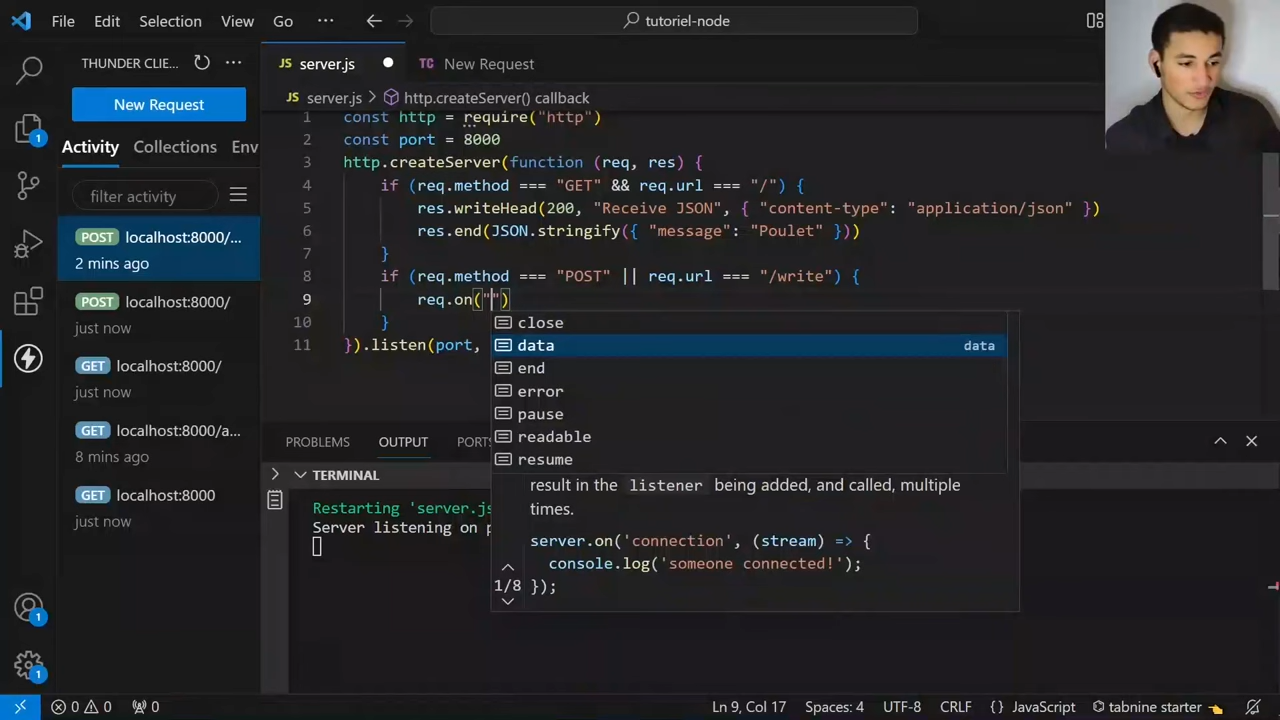 File Edit Selection View Go ··· tutoriel-node
THUNDER CLIE... ···
New Request
Activity Collections Env
filter activity
POST localhost:8000/...
2 mins ago
POST localhost:8000/
just now
GET localhost:8000/
just now
GET localhost:8000/a...
8 mins ago
GET localhost:8000
just now
1
1
1
JS server.js ● TC New Request
JS server.js > http.createServer() callback
1 const http = require("http")
2 const port = 8000
3 http.createServer(function (req, res) {
4 if (req.method === "GET" && req.url === "/") {
5 res.writeHead(200, "Receive JSON", { "content-type": "application/json" })
6 res.end(JSON.stringify({ "message": "Poulet" }))
7 }
8 if (req.method === "POST" || req.url === "/write") {
9 req.on("")
10 }
11 }).listen(port,
close
data data
end
error
pause
readable
resume
result in the listener being added, and called, multiple
times.
server.on('connection', (stream) => {
console.log('someone connected!');
1/8 });
PROBLEMS OUTPUT PORTS
TERMINAL
Restarting 'server.js
Server listening on p
0 0 0 Ln 9, Col 17 Spaces: 4 UTF-8 CRLF {} JavaScript tabnine starter